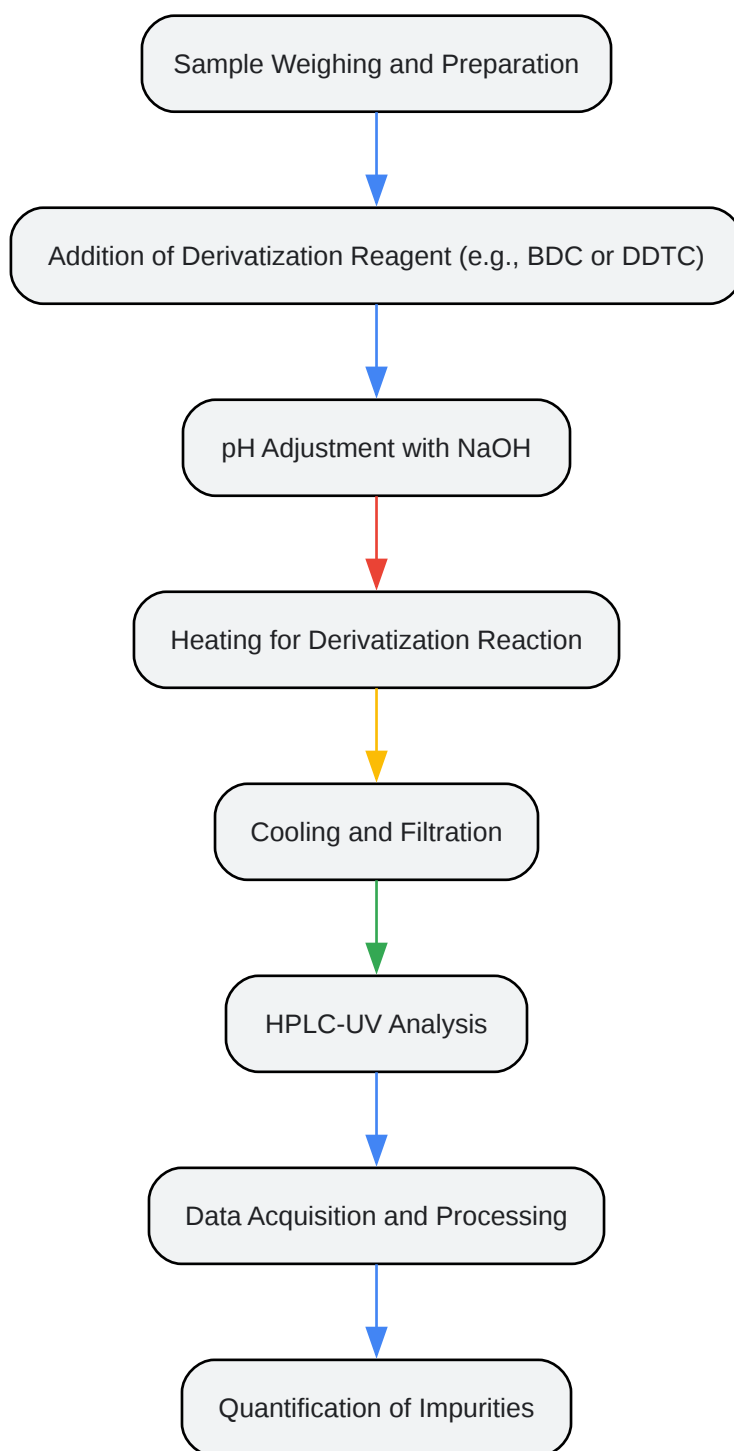 Sample Weighing and Preparation
Addition of Derivatization Reagent (e.g., BDC or DDTC)
pH Adjustment with NaOH
Heating for Derivatization Reaction
Cooling and Filtration
HPLC-UV Analysis
Data Acquisition and Processing
Quantification of Impurities